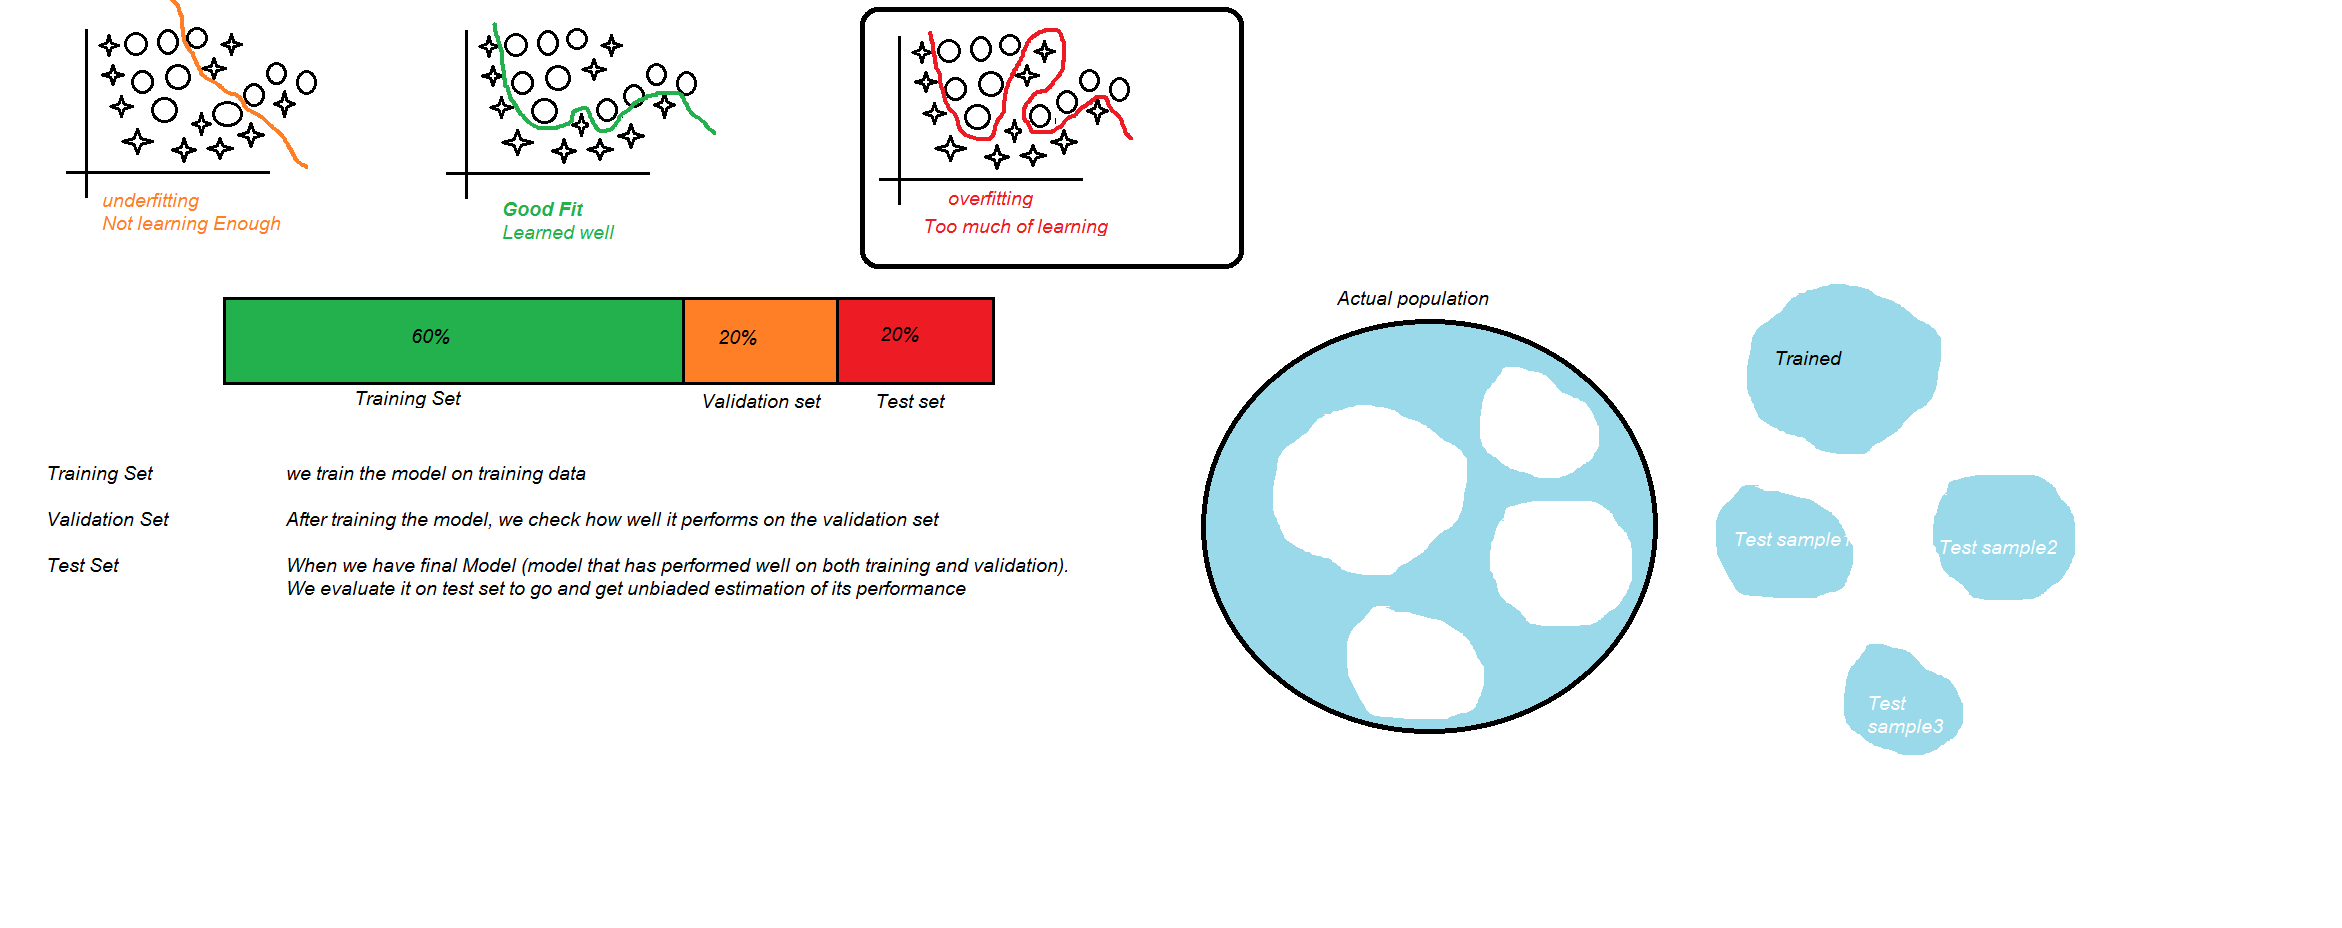 underfitting
Not learning Enough
Good Fit
Learned well
overfitting
Too much of learning
60%
20%
20%
Training Set
Validation set
Test set
Training Set we train the model on training data
Validation Set After training the model, we check how well it performs on the validation set
Test Set When we have final Model (model that has performed well on both training and validation).
We evaluate it on test set to go and get unbiaded estimation of its performance
Actual population
Trained
Test sample1
Test sample2
Test
sample3